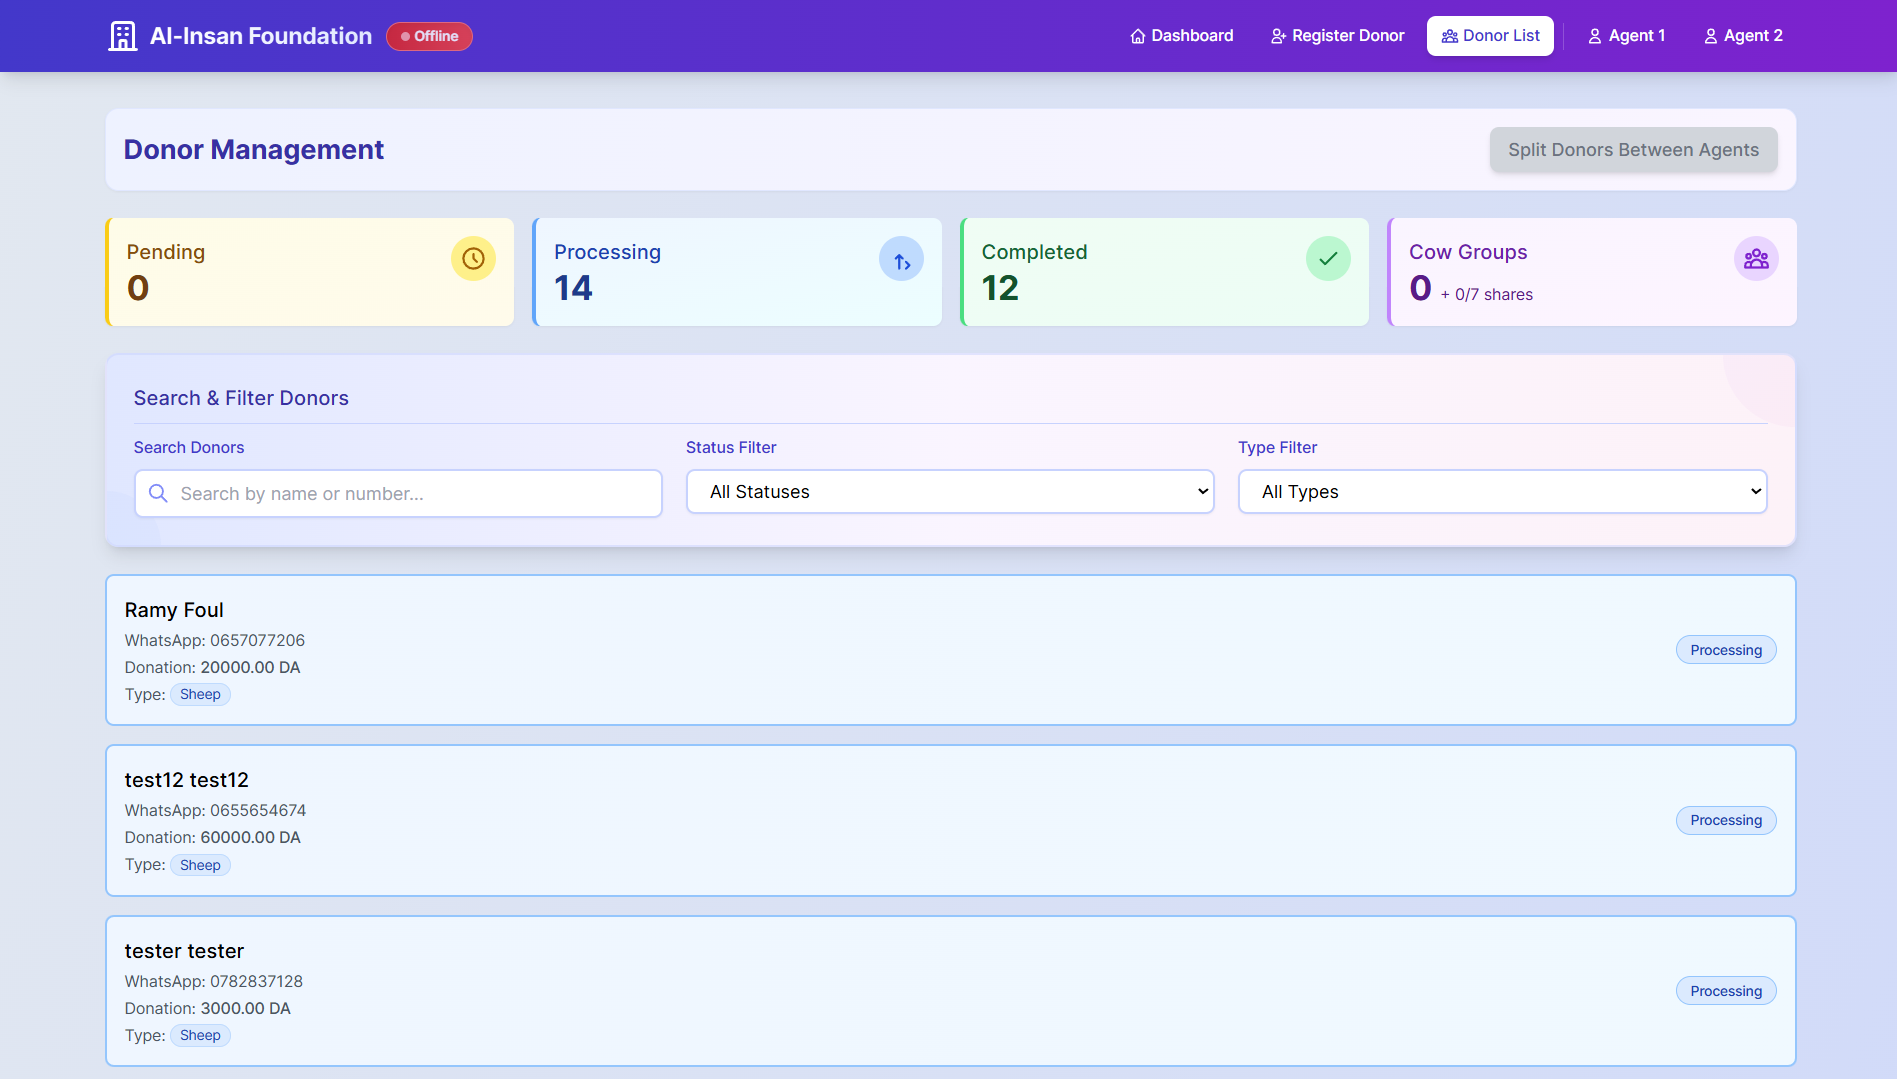 Al-Insan Foundation
Offline
Dashboard
Register Donor
Donor List
Agent 1
Agent 2
Donor Management
Split Donors Between Agents
Pending
0
Processing
14
Completed
12
Cow Groups
0 + 0/7 shares
Search & Filter Donors
Search Donors
Search by name or number...
Status Filter
All Statuses
Type Filter
All Types
Ramy Foul
WhatsApp: 0657077206
Donation: 20000.00 DA
Type: Sheep
Processing
test12 test12
WhatsApp: 0655654674
Donation: 60000.00 DA
Type: Sheep
Processing
tester tester
WhatsApp: 0782837128
Donation: 3000.00 DA
Type: Sheep
Processing